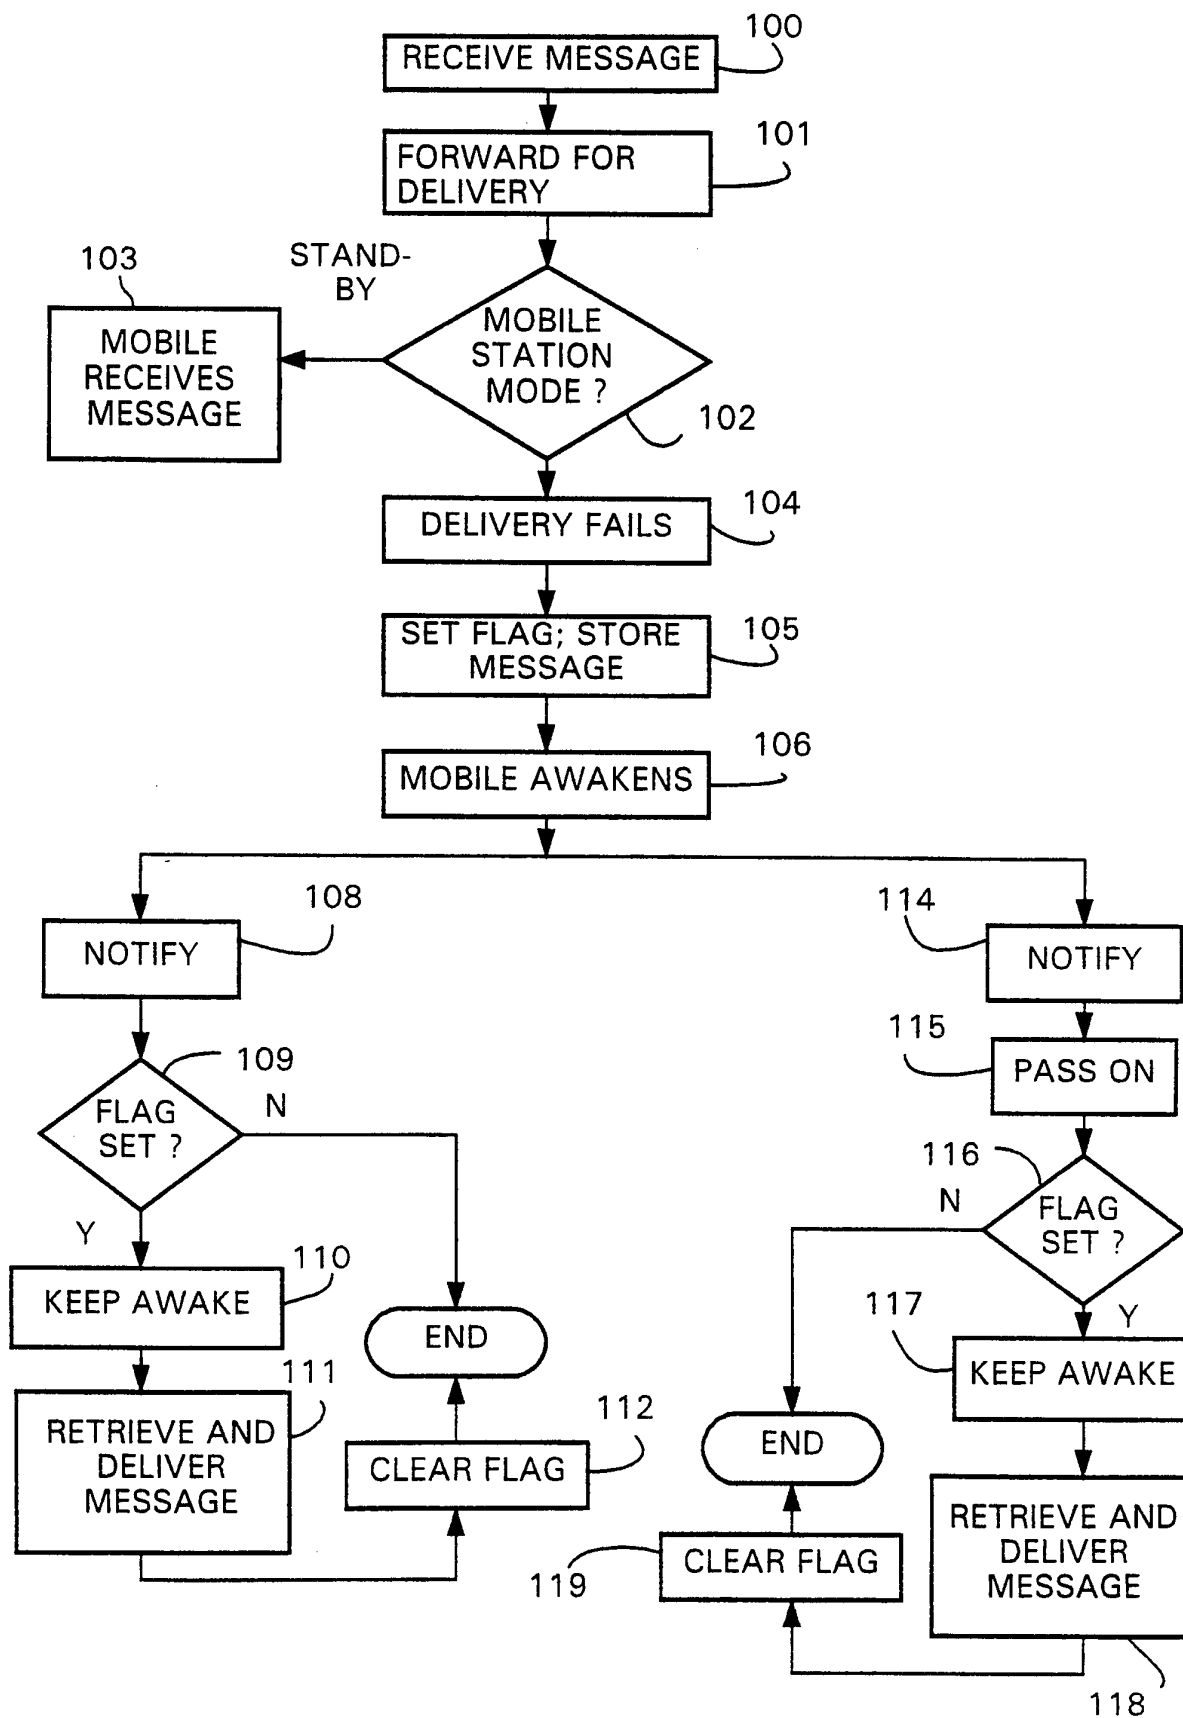 100
RECEIVE MESSAGE
101
FORWARD FOR
DELIVERY
103
STAND-
BY
MOBILE
RECEIVES
MESSAGE
MOBILE
STATION
MODE ?
102
104
DELIVERY FAILS
105
SET FLAG; STORE
MESSAGE
106
MOBILE AWAKENS
108
NOTIFY
109
FLAG
SET ?
N
Y
110
KEEP AWAKE
111
RETRIEVE AND
DELIVER
MESSAGE
END
112
CLEAR FLAG
114
NOTIFY
115
PASS ON
116
N
FLAG
SET ?
117
Y
KEEP AWAKE
END
RETRIEVE AND
DELIVER
MESSAGE
CLEAR FLAG
119
118